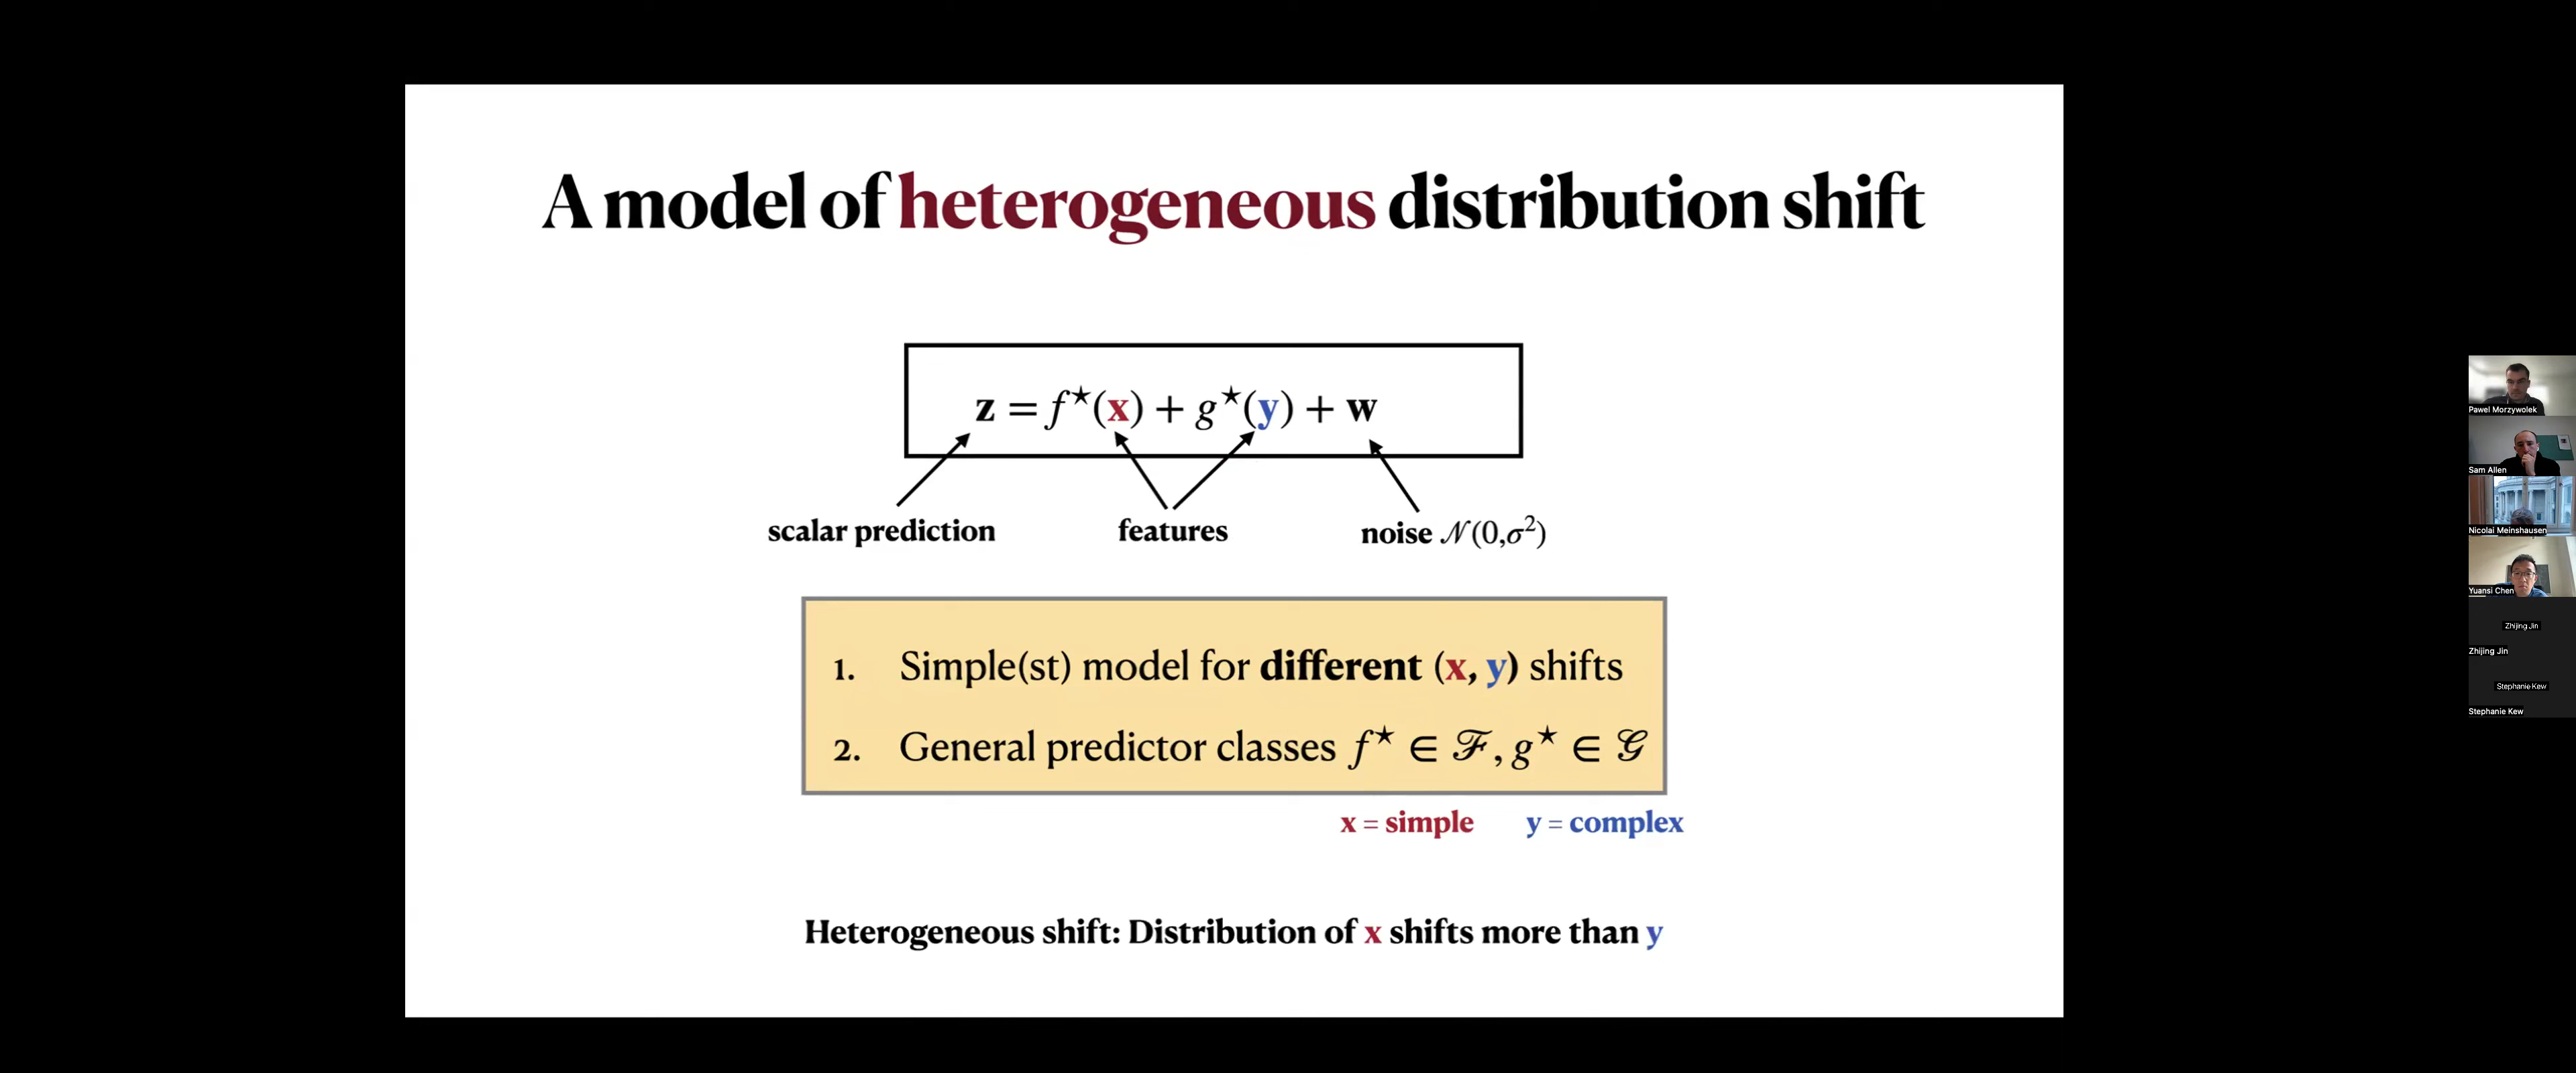 A model of heterogeneous distribution shift
z = f★(x) + g★(y) + w
scalar prediction
features
noise 𝒩(0,σ²)
1. Simple(st) model for different (x, y) shifts
2. General predictor classes f★ ∈ ℱ, g★ ∈ 𝒢
x = simple y = complex
Heterogeneous shift: Distribution of x shifts more than y
Pawel Morzywolek
Sam Allen
Nicolai Meinshausen
Yuansi Chen
Zhijing Jin
Zhijing Jin
Stephanie Kew
Stephanie Kew